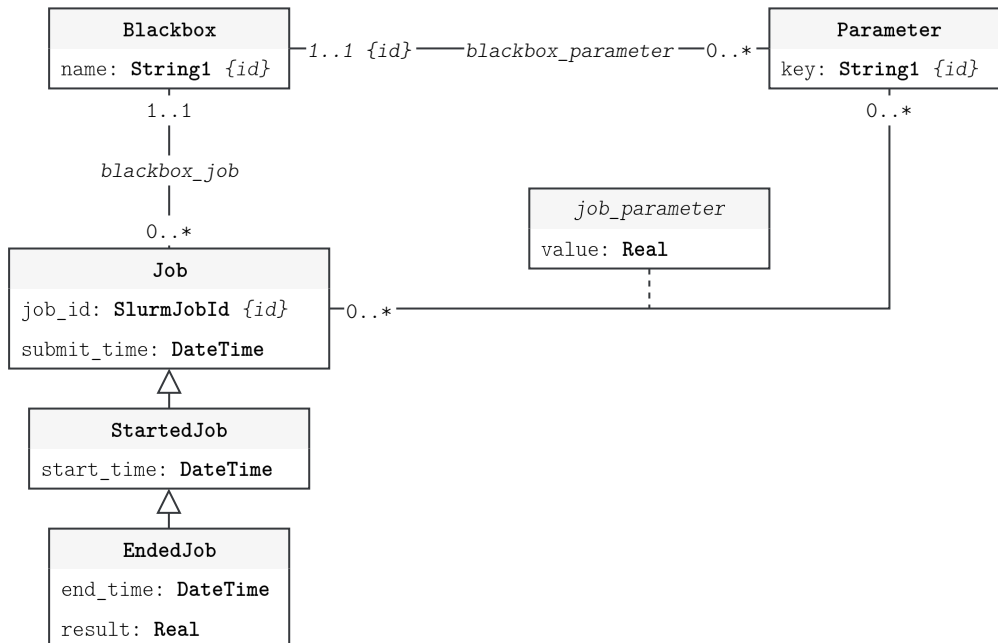 Blackbox
name: String1 {id}
1..1 {id} blackbox_parameter 0..*
Parameter
key: String1 {id}
1..1
0..*
blackbox_job
job_parameter
value: Real
0..*
Job
job_id: SlurmJobId {id}
0..*
submit_time: DateTime
StartedJob
start_time: DateTime
EndedJob
end_time: DateTime
result: Real